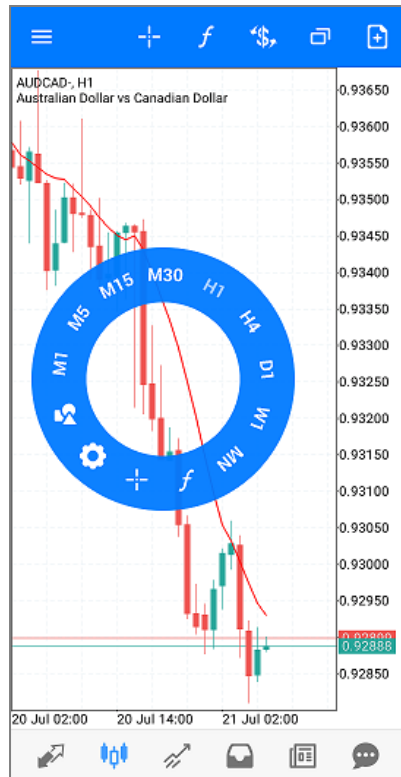 f
$
AUDCAD-, H1
Australian Dollar vs Canadian Dollar
0.93650
0.93600
0.93550
0.93500
0.93450
0.93400
0.93350
0.93300
0.93250
0.93200
0.93150
0.93100
0.93050
0.93000
0.92950
0.92888
0.92850
M1
M5
M15
M30
H1
H4
D1
W1
MN
f
20 Jul 02:00
20 Jul 14:00
21 Jul 02:00